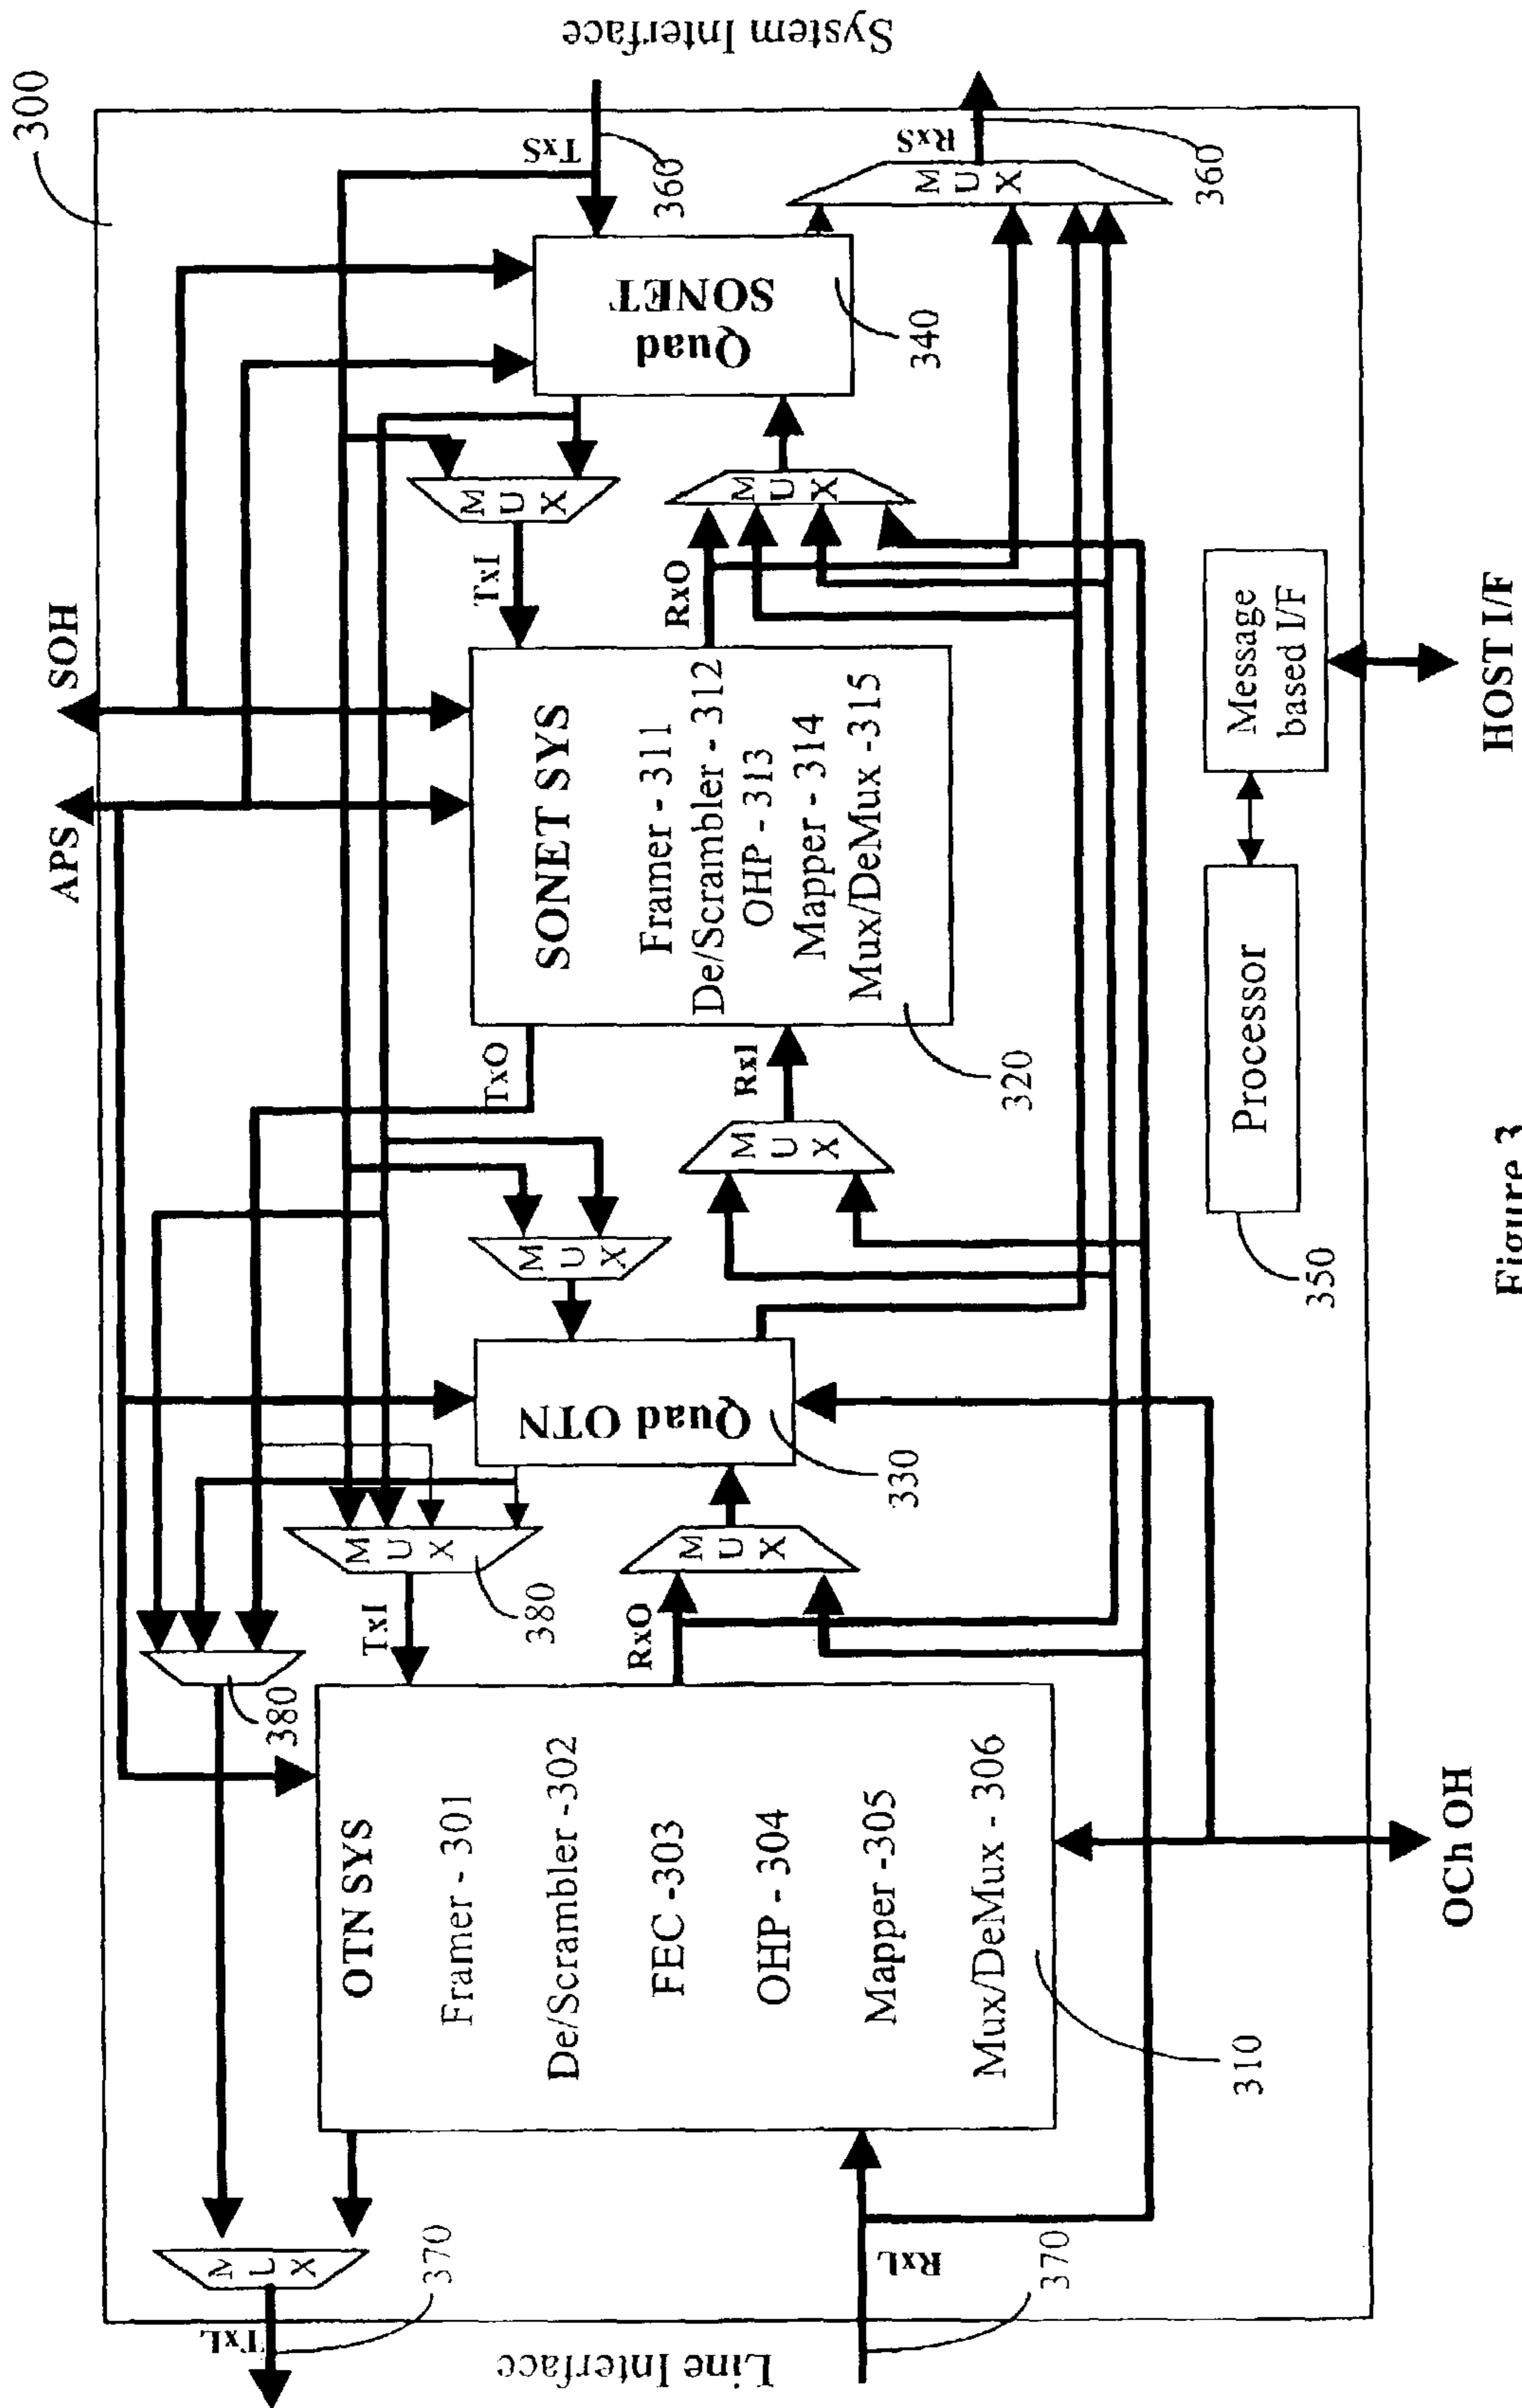 300
APS
SOH
System Interface
TxS
360
TxO
TxI
380
TxI
MUX
MUX
MUX
MUX
380
TxL
370
Line Interface
RxL
370
OTN SYS
Framer - 301
De/Scrambler -302
FEC -303
OHP - 304
Mapper -305
Mux/DeMux - 306
310
RxO
MUX
Quad OTN
330
MUX
RxI
SONET SYS
Framer - 311
De/Scrambler - 312
OHP - 313
Mapper - 314
Mux/DeMux -315
320
RxO
MUX
Quad
SONET
340
MUX
RxS
360
Processor
350
Message
based I/F
OCh OH
HOST I/F
Figure 3